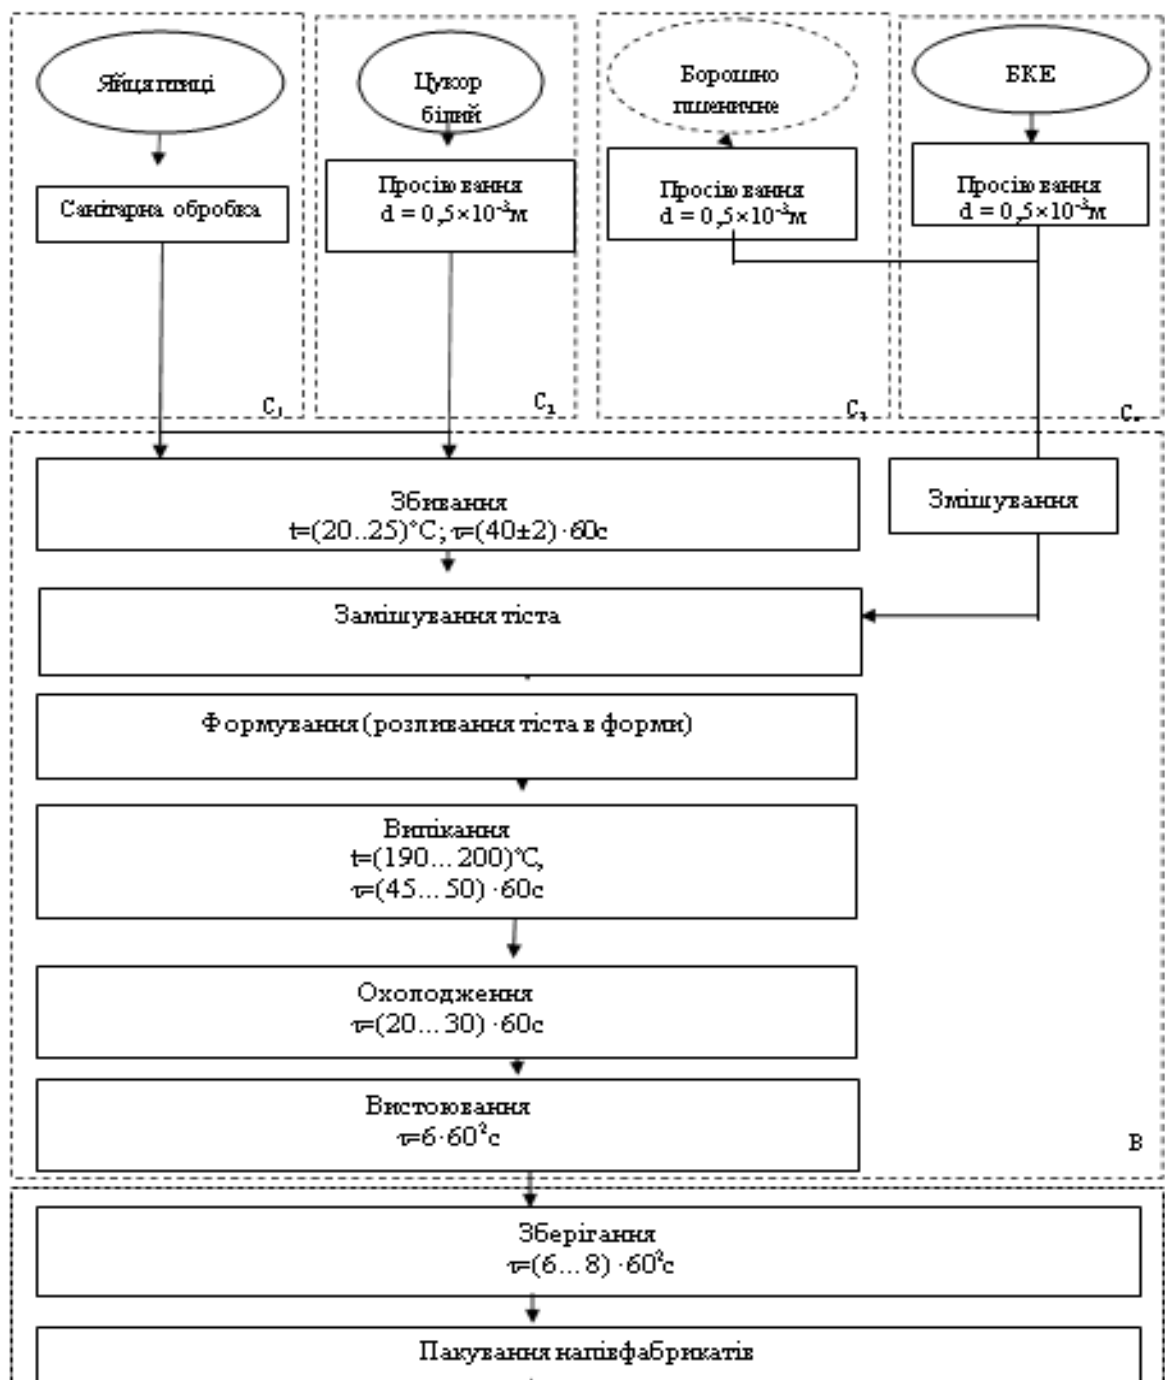 Яйця птиці
Цукор
білий
Борошно
пшеничне
БКЕ
Санітарна обробка
Просіювання
d = 0,5×10⁻³м
Просіювання
d = 0,5×10⁻³м
Просіювання
d = 0,5×10⁻³м
С₁
С₂
С₃
С
Збивання
t=(20..25)°С; τ=(40±2) ·60с
Змішування
Замішування тіста
Формування (розливання тіста в форми)
Випікання
t=(190... 200)°С,
τ=(45... 50) ·60с
Охолодження
τ=(20... 30) ·60с
Вистоювання
τ=6·60²с
В
Зберігання
τ=(6... 8) ·60²с
Пакування напівфабрикатів